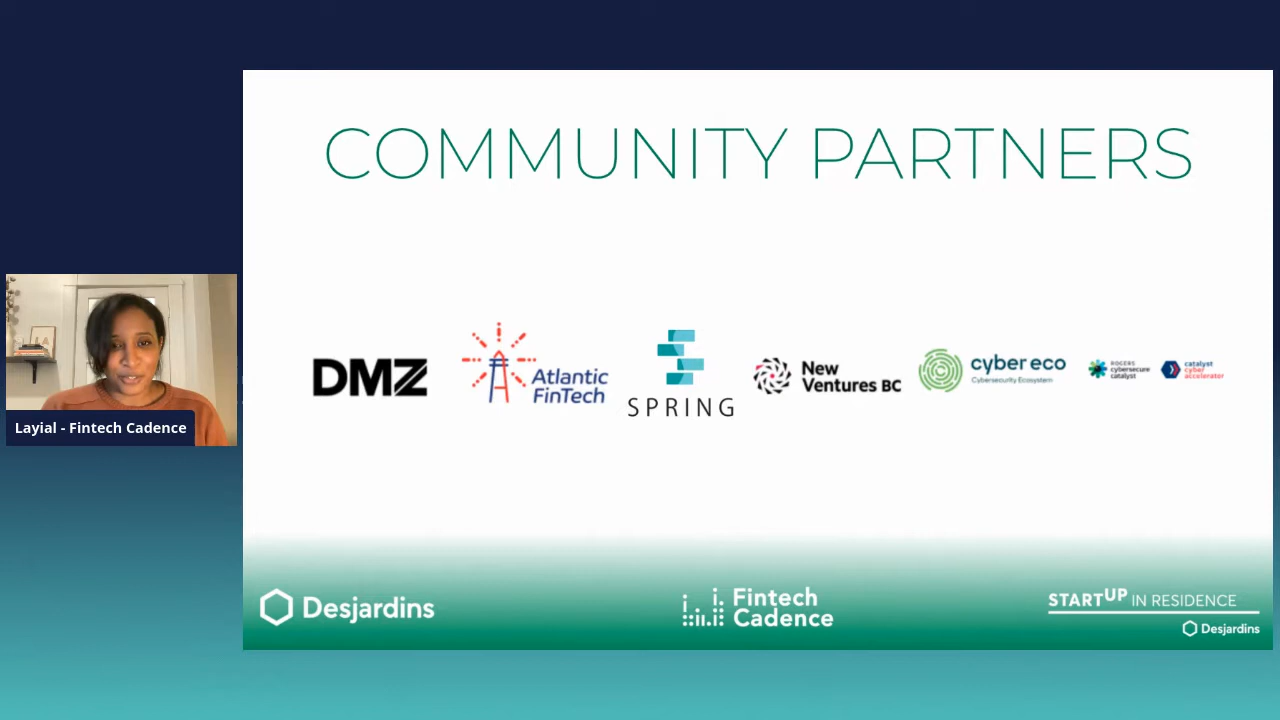 COMMUNITY PARTNERS
DMZ
Atlantic
FinTech
SPRING
New
Ventures BC
cyber eco
Cybersecurity Ecosystem
ROGERS
cybersecure
catalyst
catalyst
cyber
accelerator
Layial - Fintech Cadence
Desjardins
Fintech
Cadence
STARTUP IN RESIDENCE
Desjardins